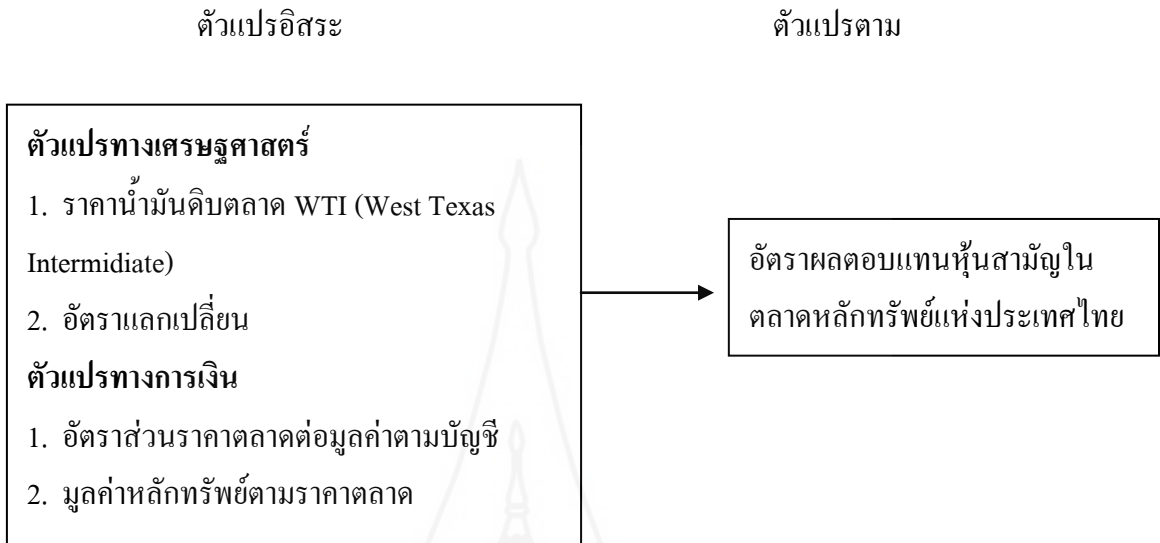 ตัวแปรอิสระ
ตัวแปรตาม
ตัวแปรทางเศรษฐศาสตร์
1. ราคาน้ำมันดิบตลาด WTI (West Texas
Intermidiate)
2. อัตราแลกเปลี่ยน
ตัวแปรทางการเงิน
1. อัตราส่วนราคาตลาดต่อมูลค่าตามบัญชี
2. มูลค่าหลักทรัพย์ตามราคาตลาด
อัตราผลตอบแทนหุ้นสามัญใน
ตลาดหลักทรัพย์แห่งประเทศไทย